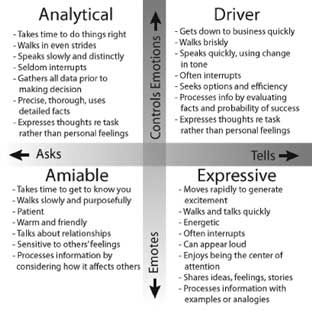 Analytical
- Takes time to do things right
- Walks in even strides
- Speaks slowly and distinctly
- Seldom interrupts
- Gathers all data prior to
making decision
- Precise, thorough, uses
detailed facts
- Expresses thoughts re task
rather than personal feelings
Controls Emotions
Driver
- Gets down to business quickly
- Walks briskly
- Speaks quickly, using change
in tone
- Often interrupts
- Seeks options and efficiency
- Processes info by evaluating
facts and probability of success
- Expresses thoughts re task
rather than personal feelings
Asks
Tells
Amiable
- Takes time to get to know you
- Walks slowly and purposefully
- Patient
- Warm and friendly
- Talks about relationships
- Sensitive to others' feelings
- Processes information by
considering how it affects others
Emotes
Expressive
- Moves rapidly to generate
excitement
- Walks and talks quickly
- Energetic
- Often interrupts
- Can appear loud
- Enjoys being the center of
attention
- Shares ideas, feelings, stories
- Processes information with
examples or analogies